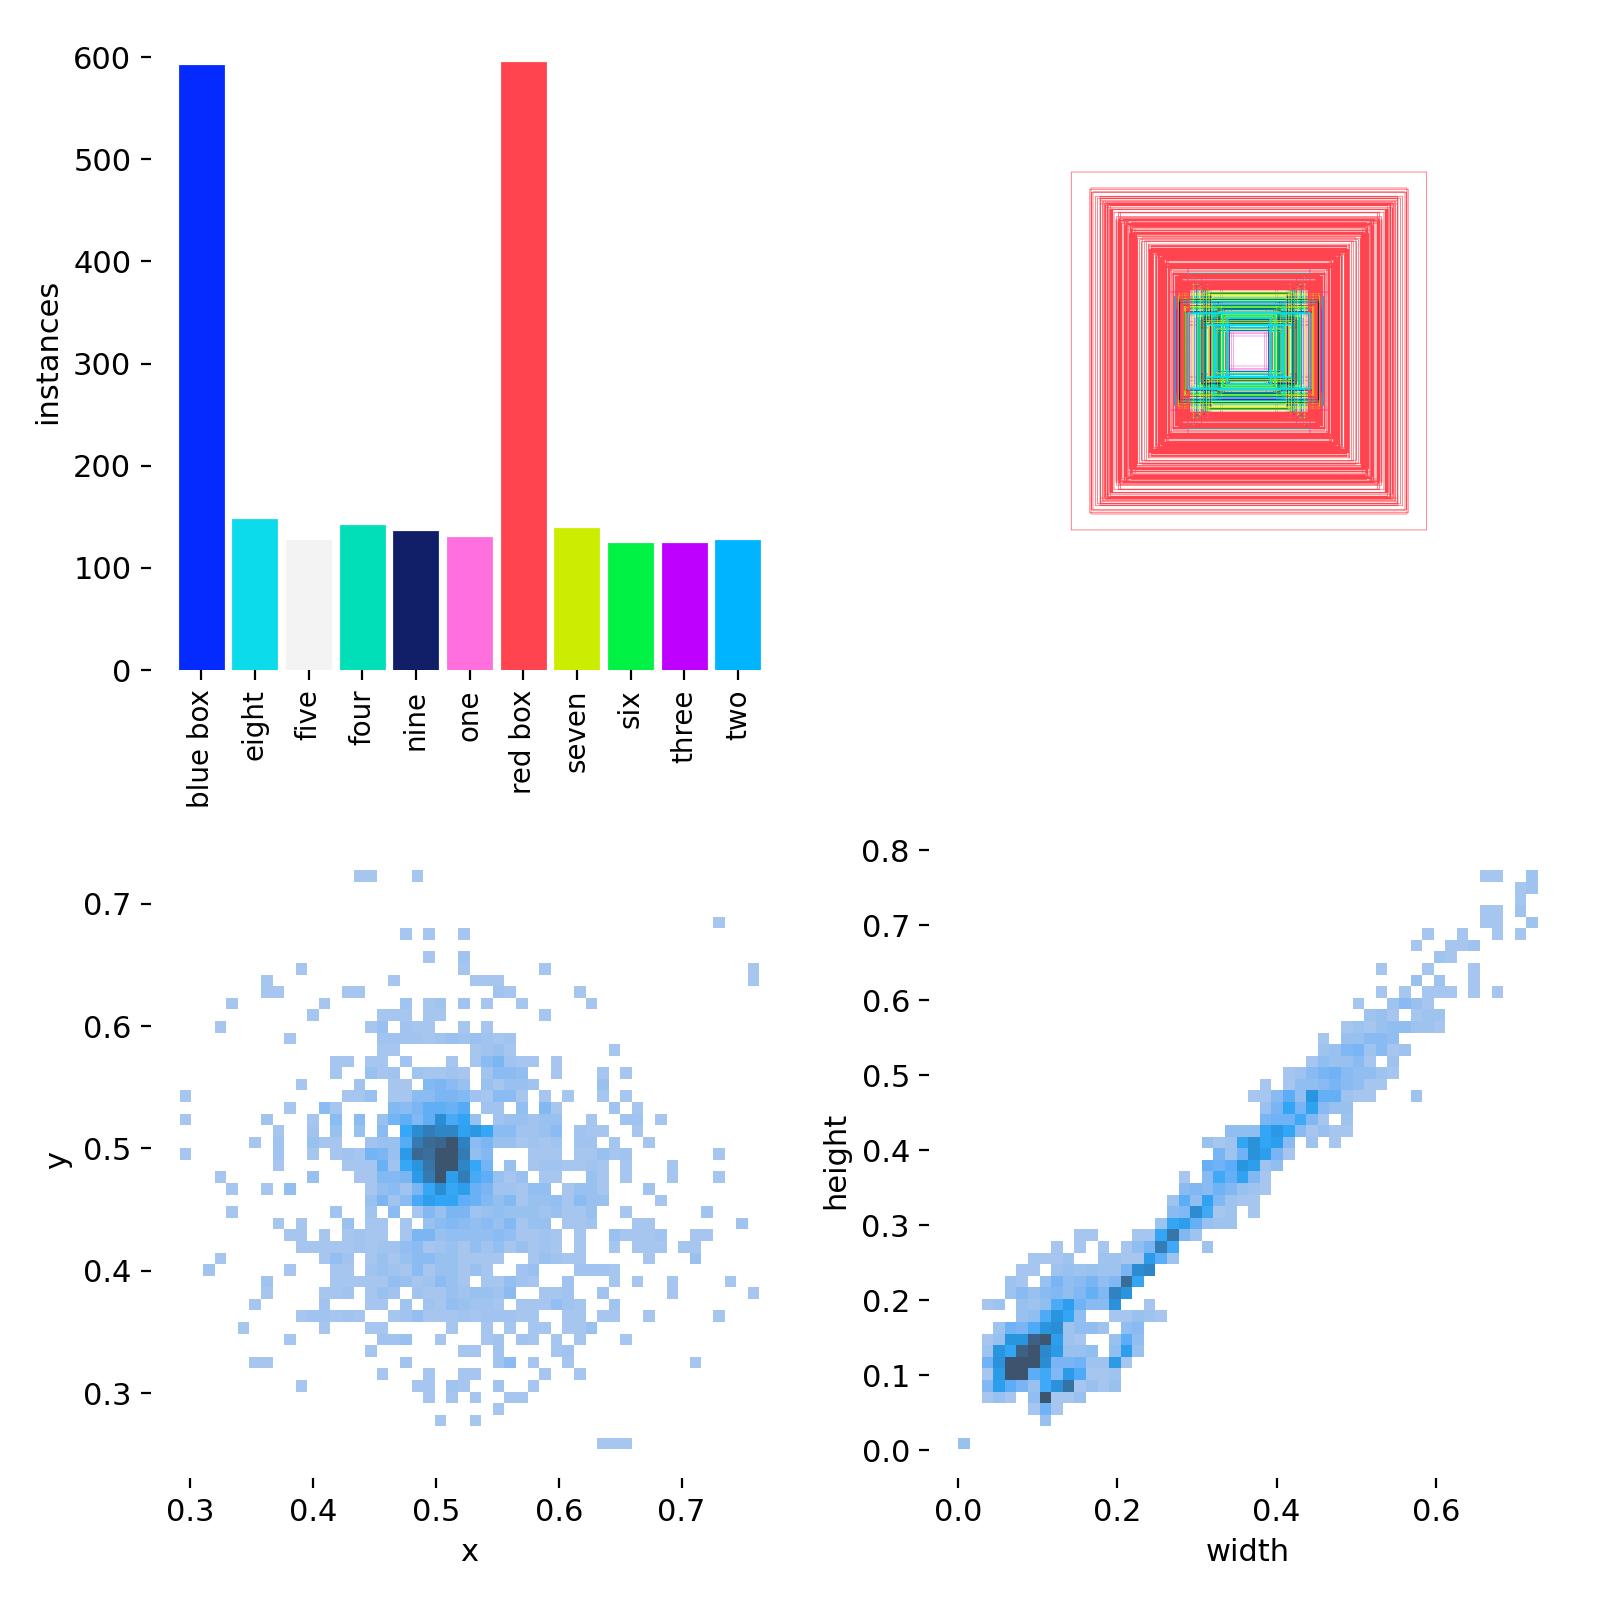 600
500
400
300
200
100
0
instances
blue box
eight
five
four
nine
one
red box
seven
six
three
two
0.7
0.6
0.5
0.4
0.3
y
0.3 0.4 0.5 0.6 0.7
x
0.8
0.7
0.6
0.5
0.4
0.3
0.2
0.1
0.0
height
0.0 0.2 0.4 0.6
width